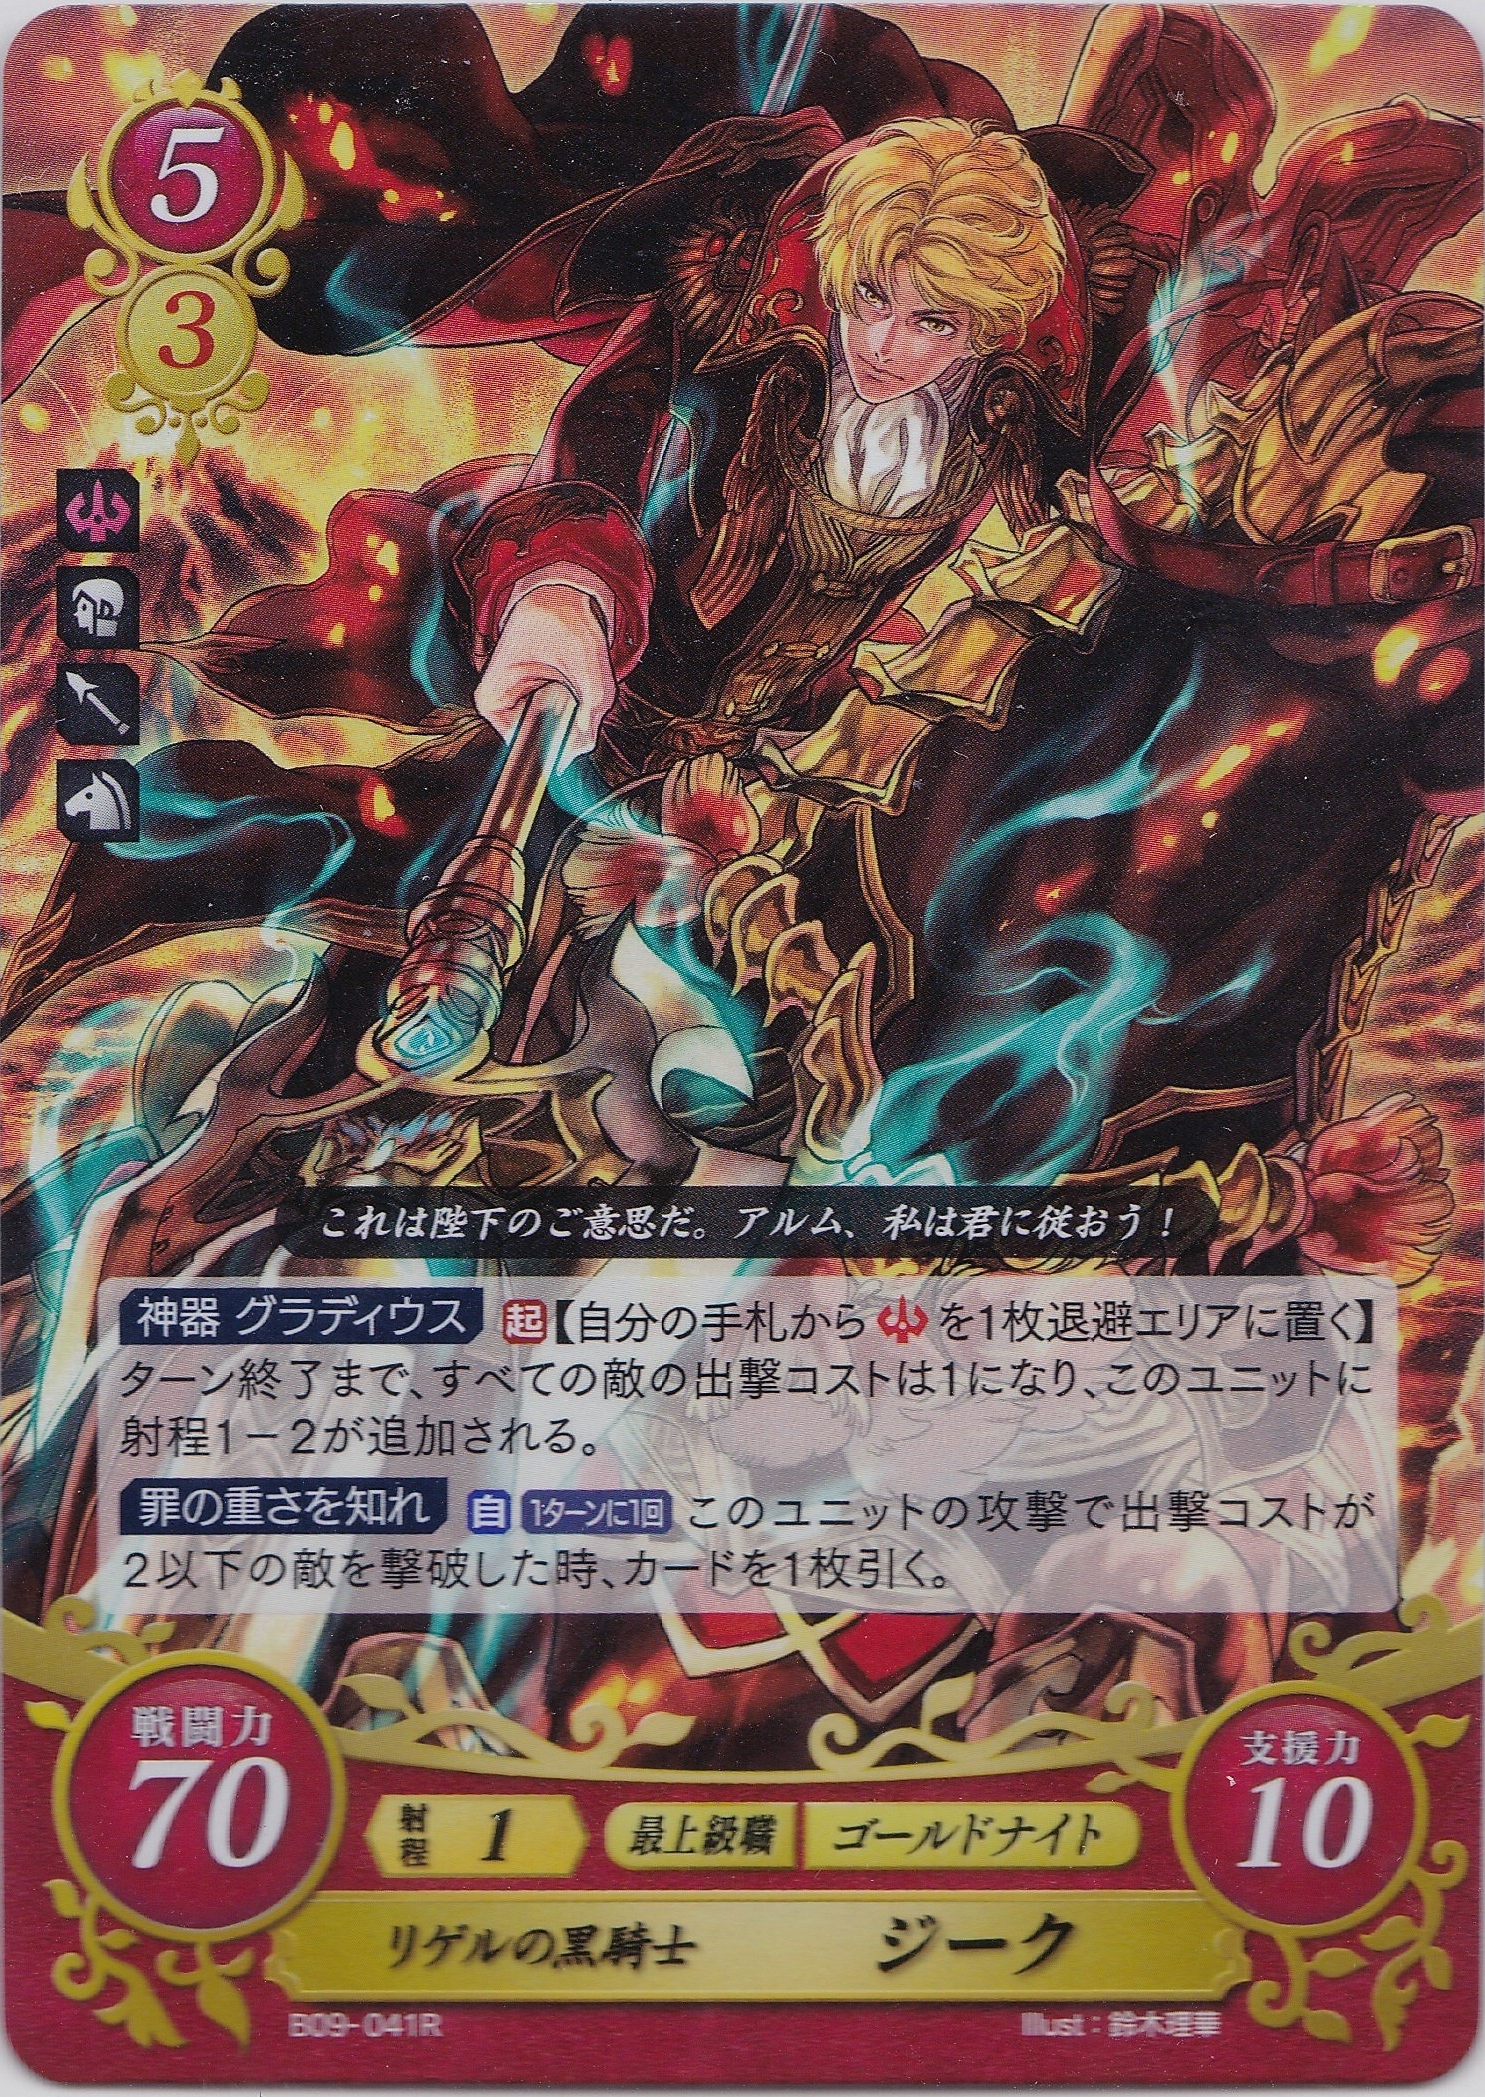 5
3
これは陛下のご意思だ。アルム、私は君に従おう！
神器 グラディウス 起【自分の手札から を1枚退避エリアに置く】
ターン終了まで、すべての敵の出撃コストは1になり、このユニットに
射程1－2が追加される。
罪の重さを知れ 自 1ターンに1回 このユニットの攻撃で出撃コストが
2以下の敵を撃破した時、カードを1枚引く。
戦闘力
70
射程 1 最上級職 ゴールドナイト
支援力
10
リゲルの黒騎士 ジーク
B09-041R Illust：鈴木理華